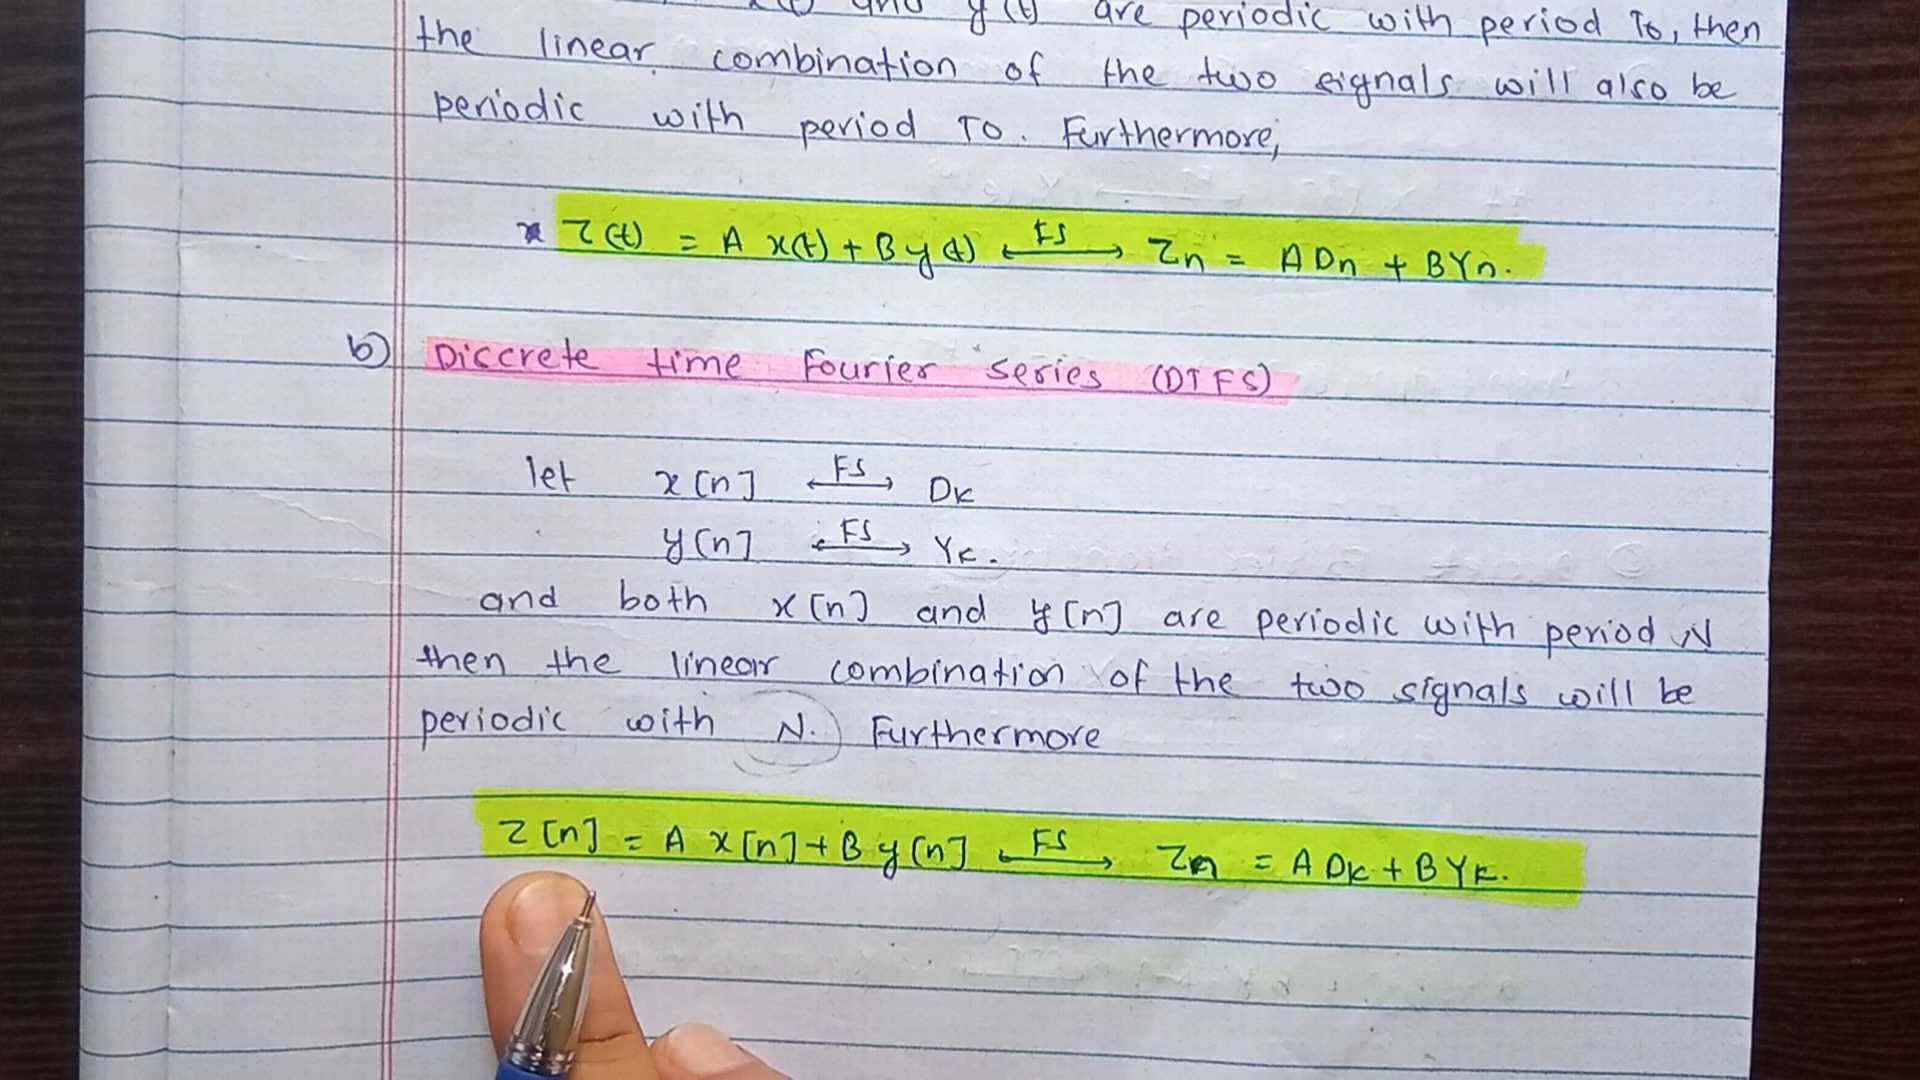 x(t) and y(t) are periodic with period To, then
the linear combination of the two signals will also be
periodic with period TO. Furthermore,
* Z(t) = A x(t) + B y(t) <--FS--> Zn = A Dn + B Yn.
b) Discrete time Fourier series (DTFS)
let x[n] <--FS--> Dk
y[n] <--FS--> Yk.
and both x[n] and y[n] are periodic with period N
then the linear combination of the two signals will be
periodic with N. Furthermore
Z[n] = A x[n] + B y[n] <--FS--> Zn = A Dk + B Yk.